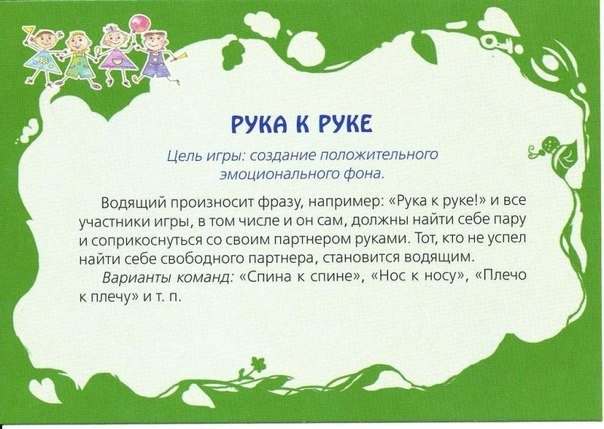 РУКА К РУКЕ
Цель игры: создание положительного
эмоционального фона.
Водящий произносит фразу, например: «Рука к руке!» и все
участники игры, в том числе и он сам, должны найти себе пару
и соприкоснуться со своим партнером руками. Тот, кто не успел
найти себе свободного партнера, становится водящим.
Варианты команд: «Спина к спине», «Нос к носу», «Плечо
к плечу» и т. п.